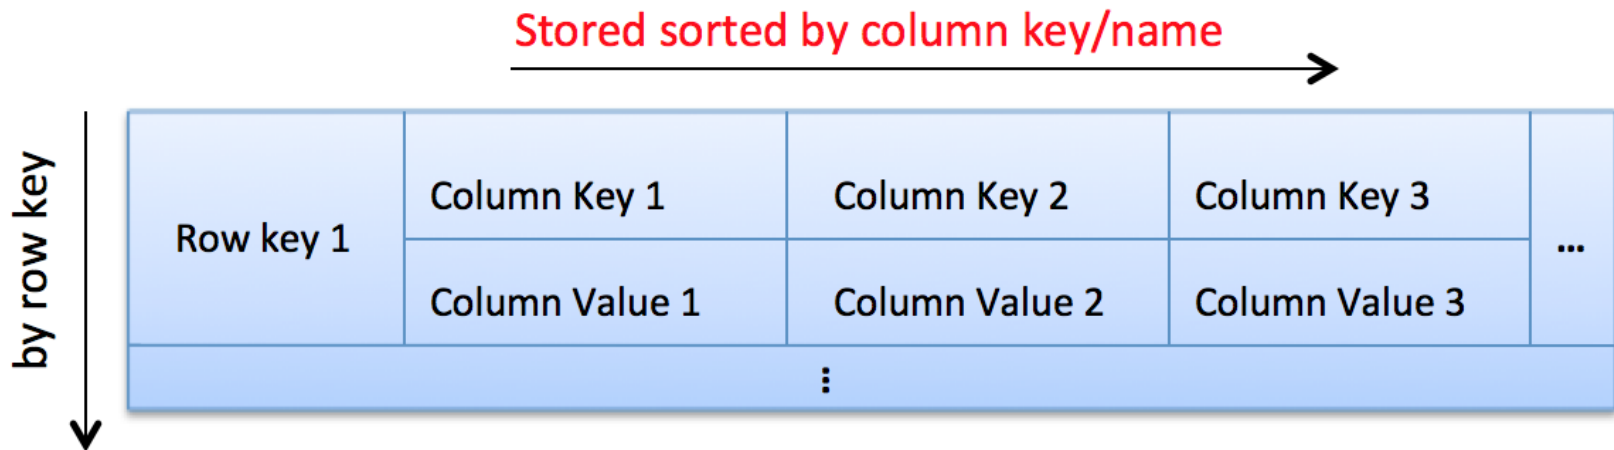 Stored sorted by column key/name
by row key
Row key 1
Column Key 1
Column Key 2
Column Key 3
...
Column Value 1
Column Value 2
Column Value 3
⋮